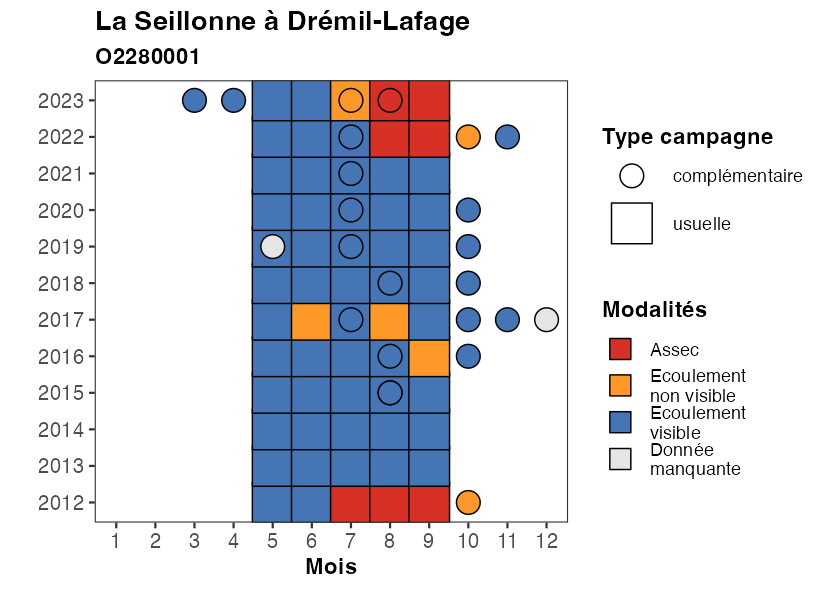 La Seillonne à Drémil-Lafage
O2280001
2023
2022
2021
2020
2019
2018
2017
2016
2015
2014
2013
2012
1 2 3 4 5 6 7 8 9 10 11 12
Mois
Type campagne
complémentaire
usuelle
Modalités
Assec
Ecoulement
non visible
Ecoulement
visible
Donnée
manquante